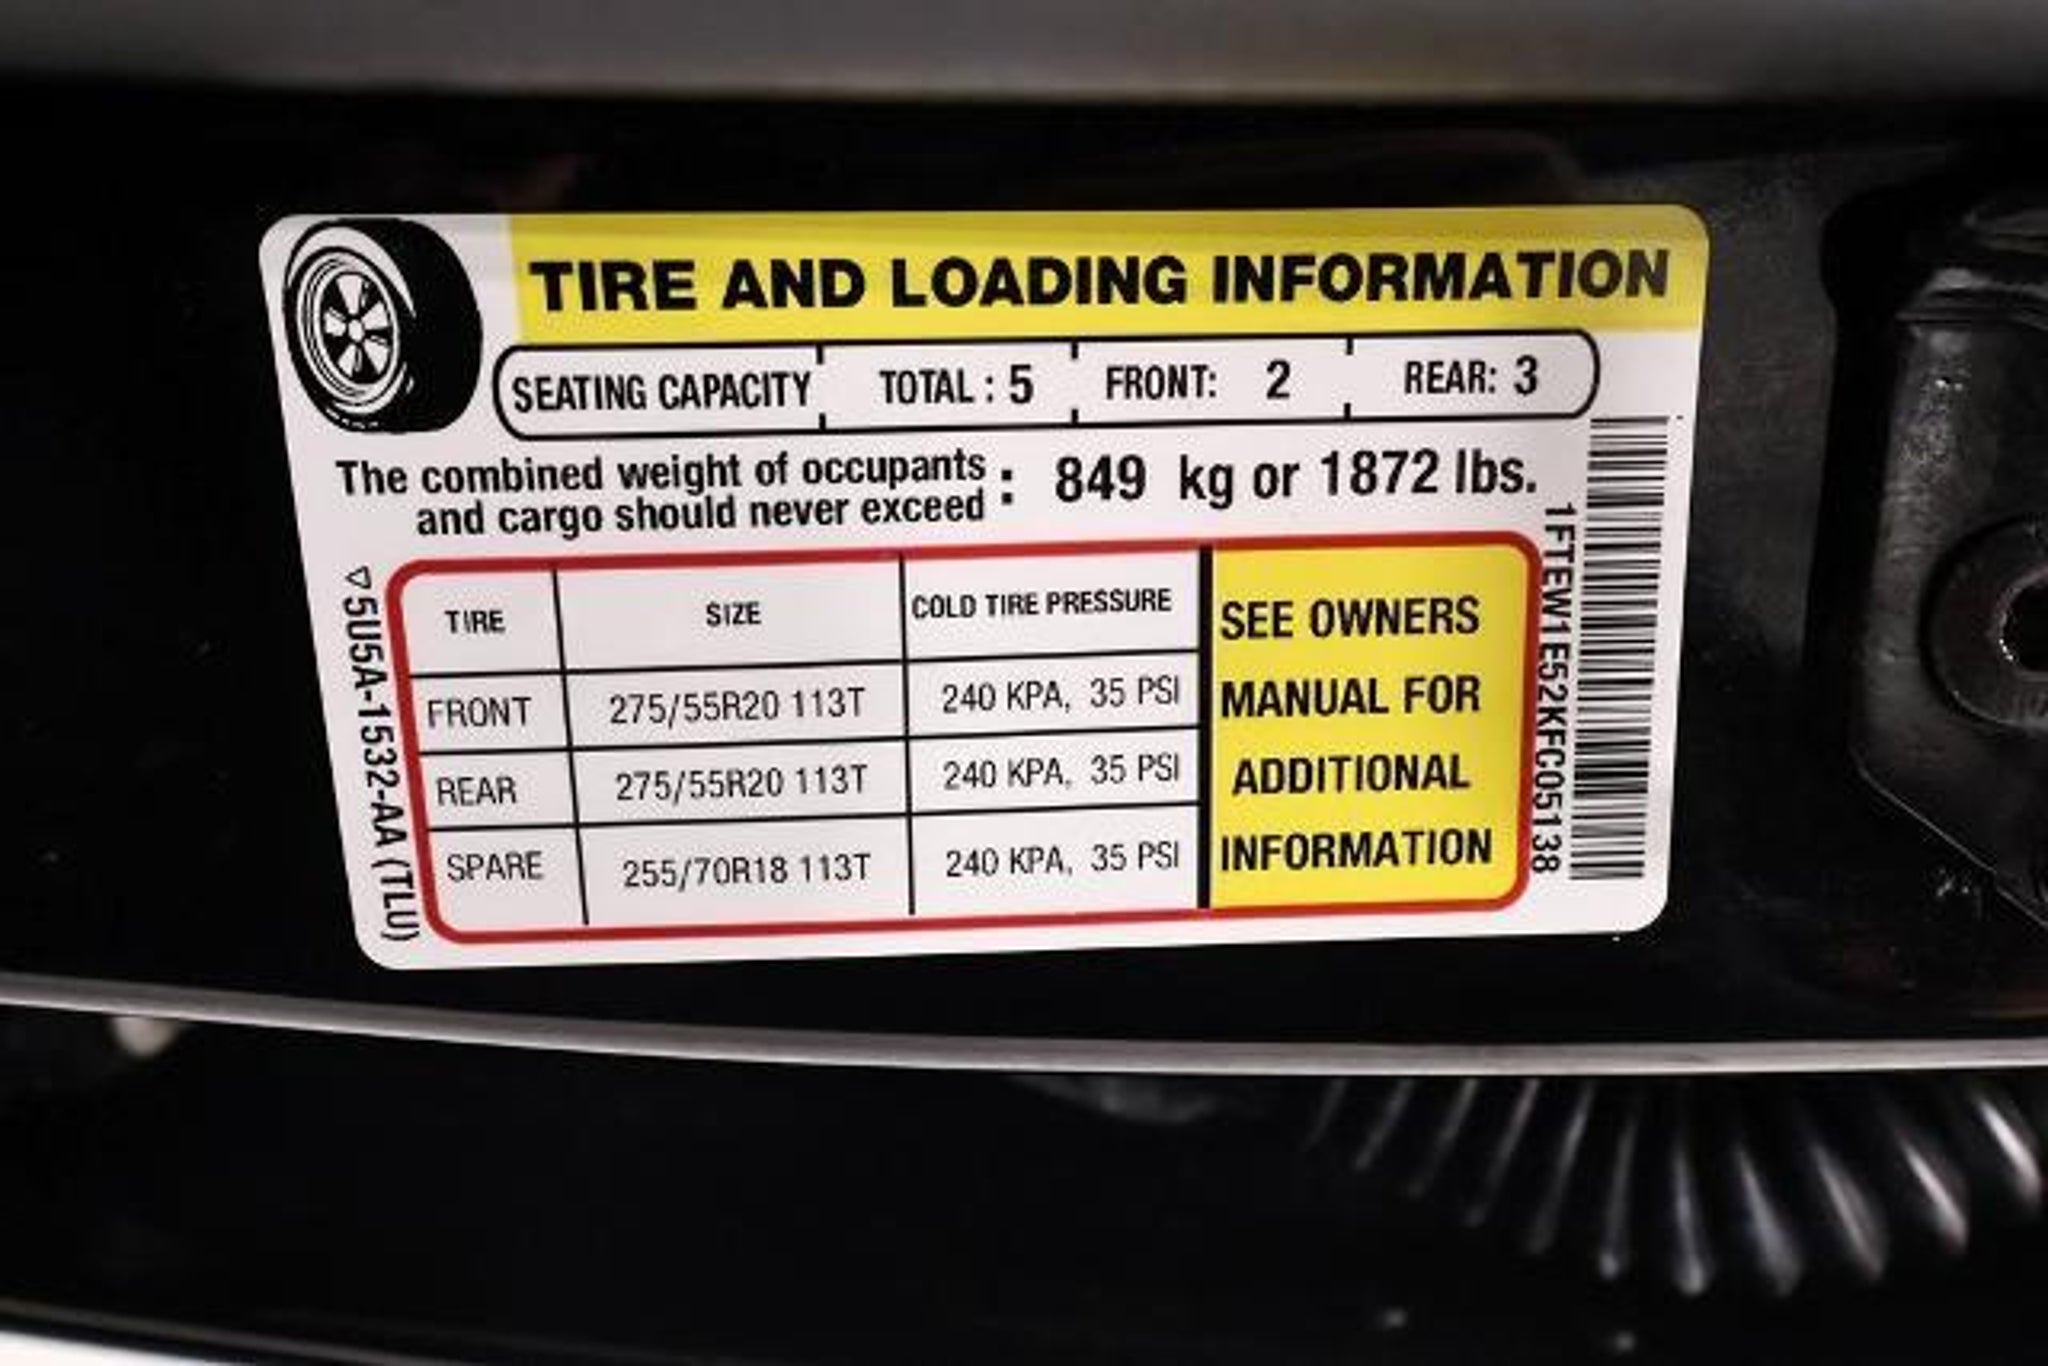 TIRE AND LOADING INFORMATION
SEATING CAPACITY TOTAL : 5 FRONT: 2 REAR: 3
The combined weight of occupants
and cargo should never exceed : 849 kg or 1872 lbs.
TIRE SIZE COLD TIRE PRESSURE
FRONT 275/55R20 113T 240 KPA, 35 PSI
REAR 275/55R20 113T 240 KPA, 35 PSI
SPARE 255/70R18 113T 240 KPA, 35 PSI
SEE OWNERS
MANUAL FOR
ADDITIONAL
INFORMATION
5U5A-1532-AA (TLU)
1FTEW1E52KFC05138